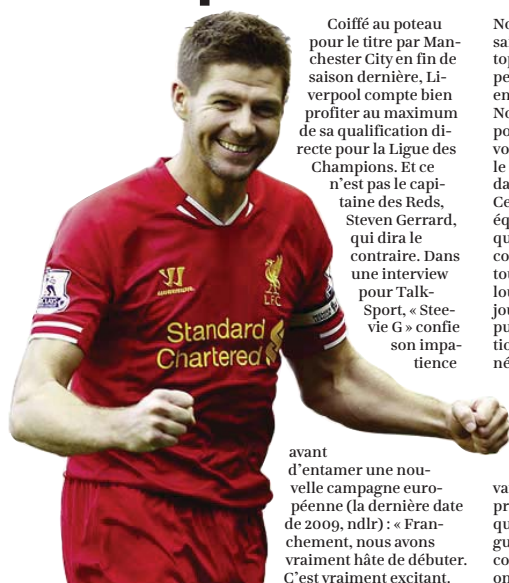 Coiffé au poteau
pour le titre par Man-
chester City en fin de
saison dernière, Li-
verpool compte bien
profiter au maximum
de sa qualification di-
recte pour la Ligue des
Champions. Et ce
n'est pas le capi-
taine des Reds,
Steven Gerrard,
qui dira le
contraire. Dans
une interview
pour Talk-
Sport, « Stee-
vie G » confie
son impa-
tience
avant
d'entamer une nou-
velle campagne euro-
péenne (la dernière date
de 2009, ndlr) : « Fran-
chement, nous avons
vraiment hâte de débuter.
C'est vraiment excitant.
WARRIOR
L.F.C.
Standard
Chartered
BARCLAYS